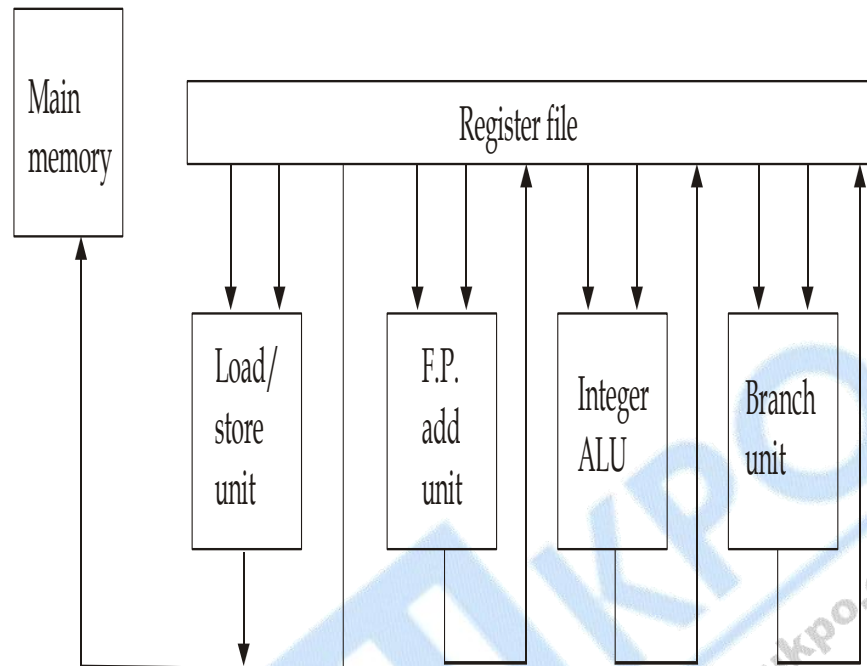 Main
memory
Register file
Load/
store
unit
F.P.
add
unit
Integer
ALU
Branch
unit